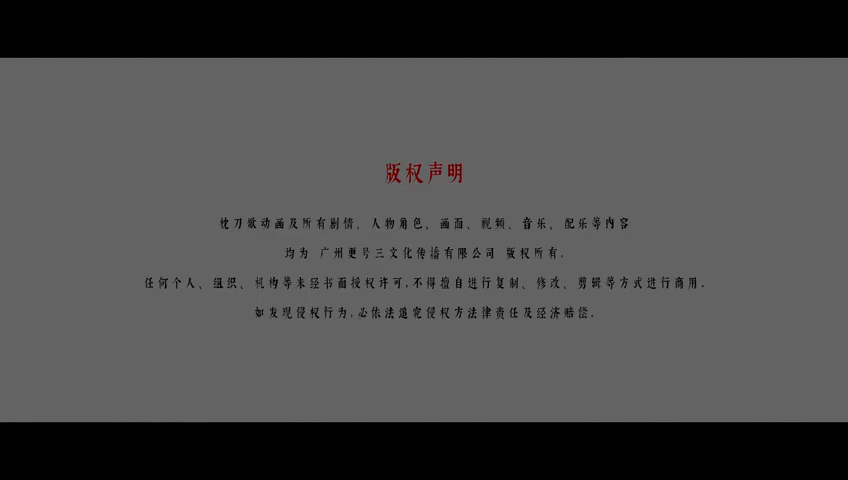 版权声明
枕刀歌动画及所有剧情、人物角色、画面、视频、音乐、配乐等内容
均为 广州更号三文化传播有限公司 版权所有。
任何个人、组织、机构等未经书面授权许可,不得擅自进行复制、修改、剪辑等方式进行商用。
如发现侵权行为,必依法追究侵权方法律责任及经济赔偿。